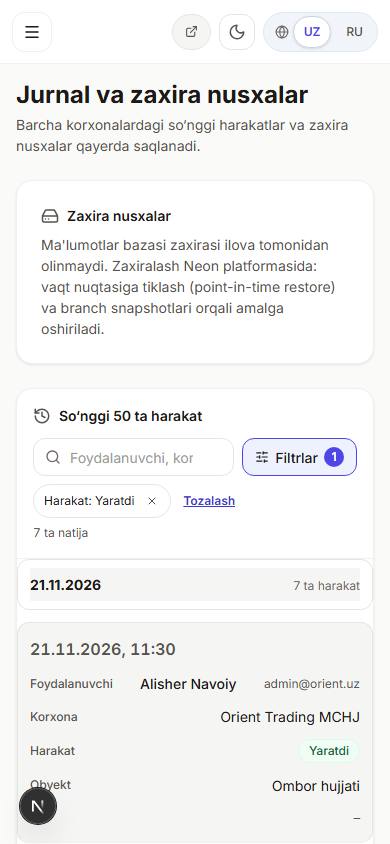 UZ RU
Jurnal va zaxira nusxalar
Barcha korxonalardagi so‘nggi harakatlar va zaxira
nusxalar qayerda saqlanadi.
Zaxira nusxalar
Ma'lumotlar bazasi zaxirasi ilova tomonidan
olinmaydi. Zaxiralash Neon platformasida:
vaqt nuqtasiga tiklash (point-in-time restore)
va branch snapshotlari orqali amalga
oshiriladi.
So‘nggi 50 ta harakat
Foydalanuvchi, kor
Filtrlar 1
Harakat: Yaratdi × Tozalash
7 ta natija
21.11.2026 7 ta harakat
21.11.2026, 11:30
Foydalanuvchi Alisher Navoiy admin@orient.uz
Korxona Orient Trading MCHJ
Harakat Yaratdi
Obyekt Ombor hujjati
N –